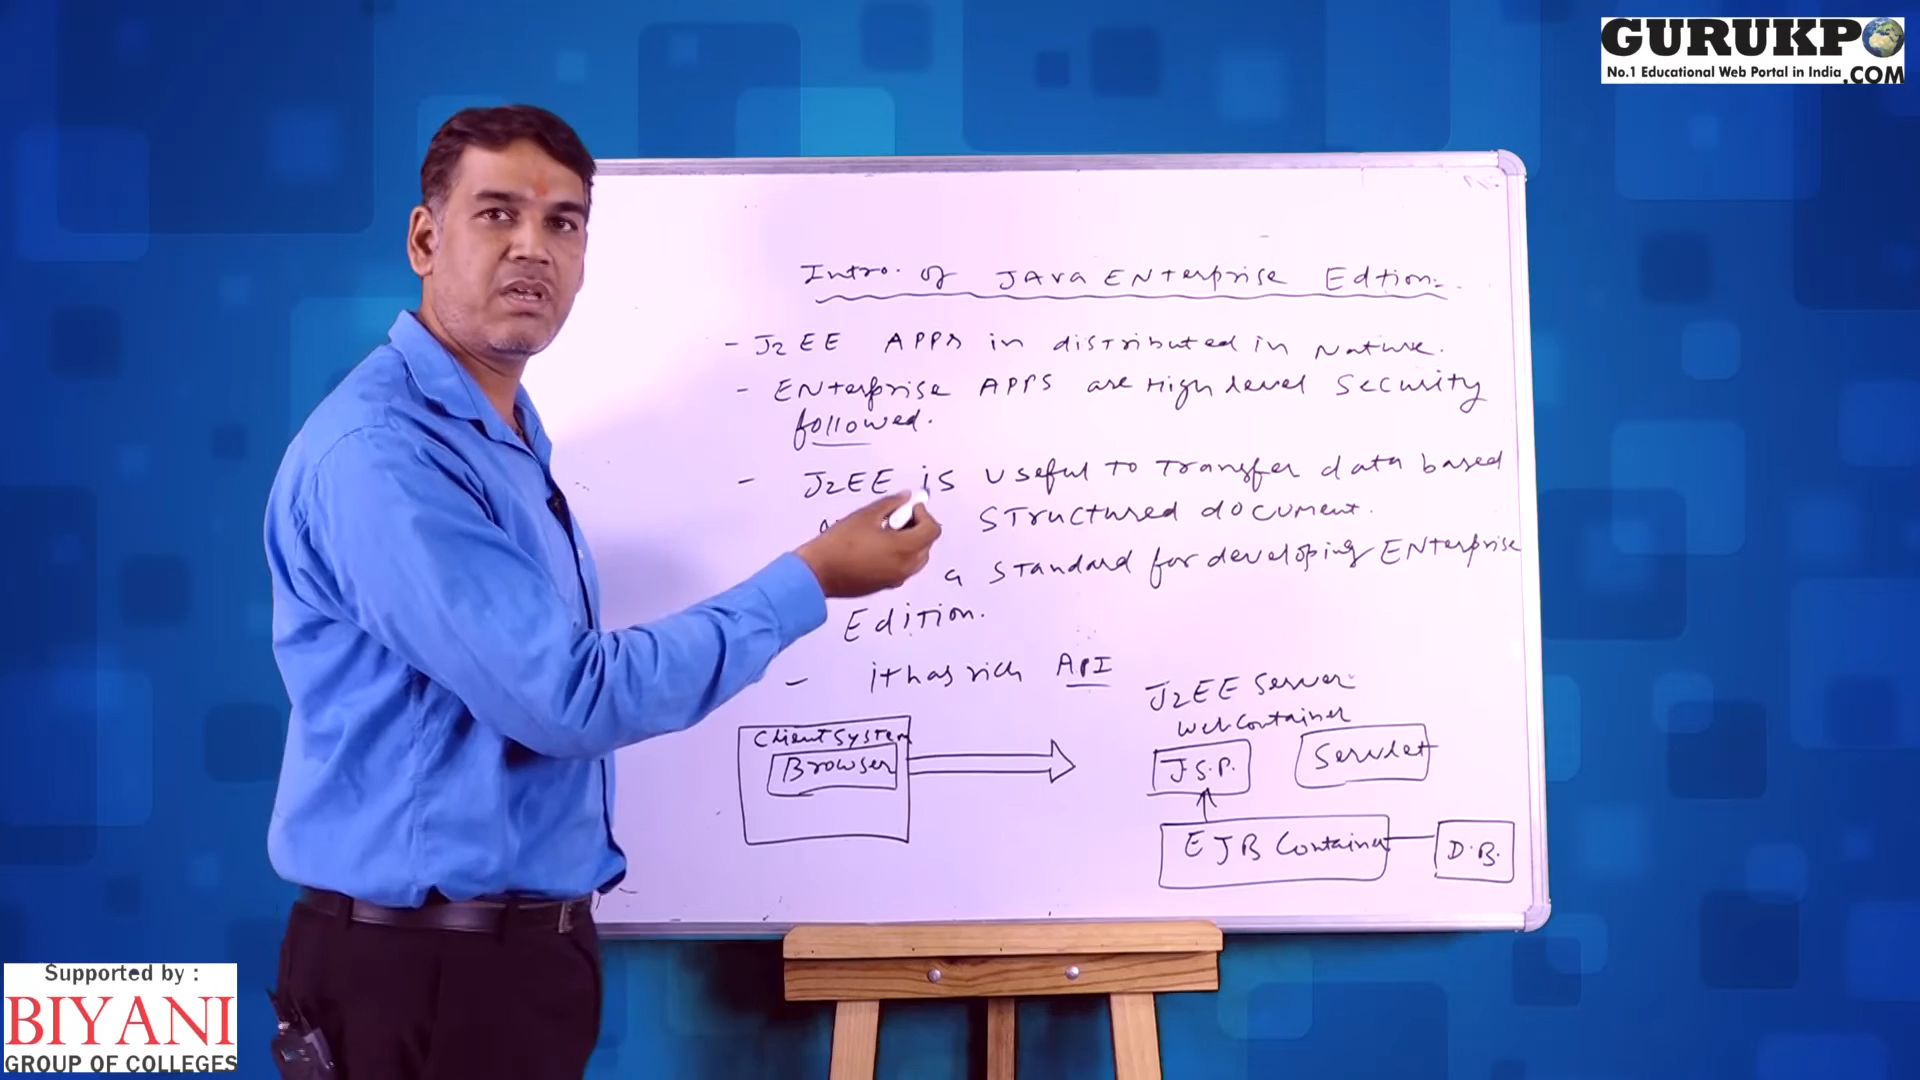 GURUKPO
No.1 Educational Web Portal in India .COM
Intro. of JAVA ENterprise Edtion.
- J2EE APPS in distributed in Nature.
- ENterprise APPS are High level Security
followed.
- J2EE is useful to transfer data based
structured document.
a standard for developing ENterprise
Edition.
- it has rich API
J2EE Server
Web Container
Client System
Browser
J.S.P.
Servlet
EJB Container
D.B.
Supported by :
BIYANI
GROUP OF COLLEGES